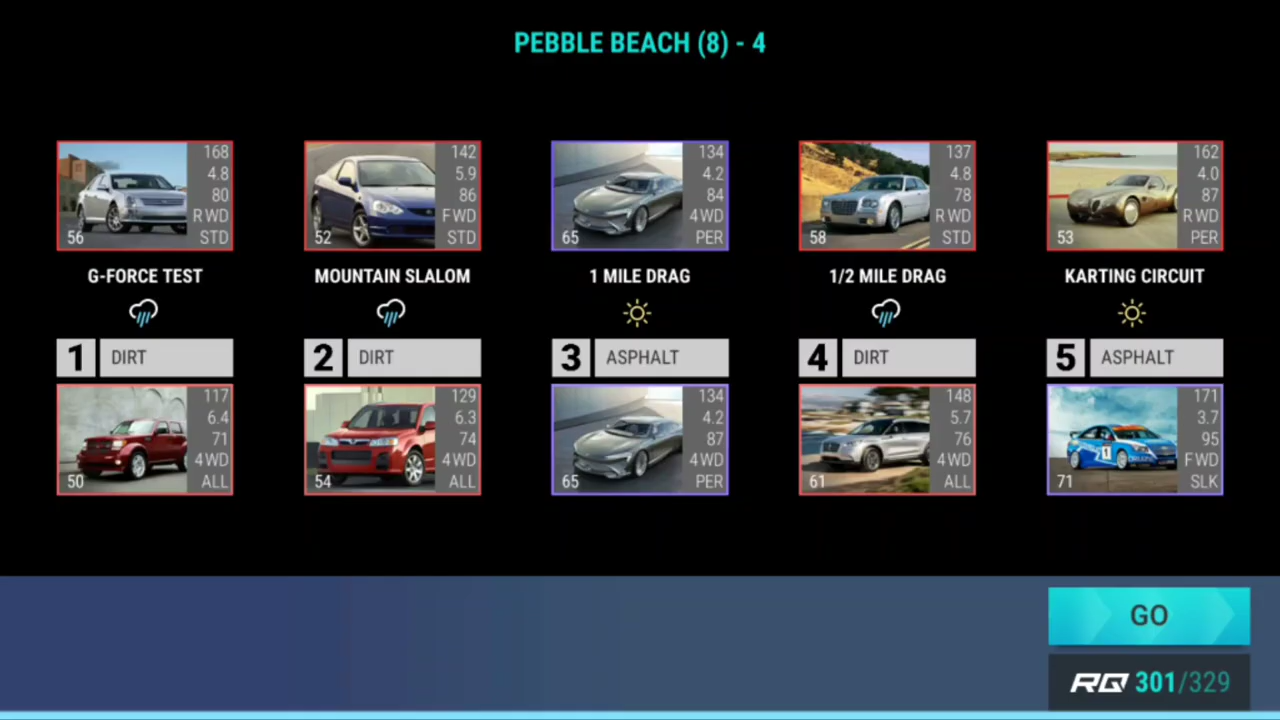 PEBBLE BEACH (8) - 4
168
4.8
80
RWD
STD
56
142
5.9
86
FWD
STD
52
134
4.2
84
4WD
PER
65
137
4.8
78
RWD
STD
58
162
4.0
87
RWD
PER
53
G-FORCE TEST
MOUNTAIN SLALOM
1 MILE DRAG
1/2 MILE DRAG
KARTING CIRCUIT
1 DIRT
2 DIRT
3 ASPHALT
4 DIRT
5 ASPHALT
117
6.4
71
4WD
ALL
50
129
6.3
74
4WD
ALL
54
134
4.2
87
4WD
PER
65
148
5.7
76
4WD
ALL
61
171
3.7
95
FWD
SLK
71
1
GO
RQ 301/329